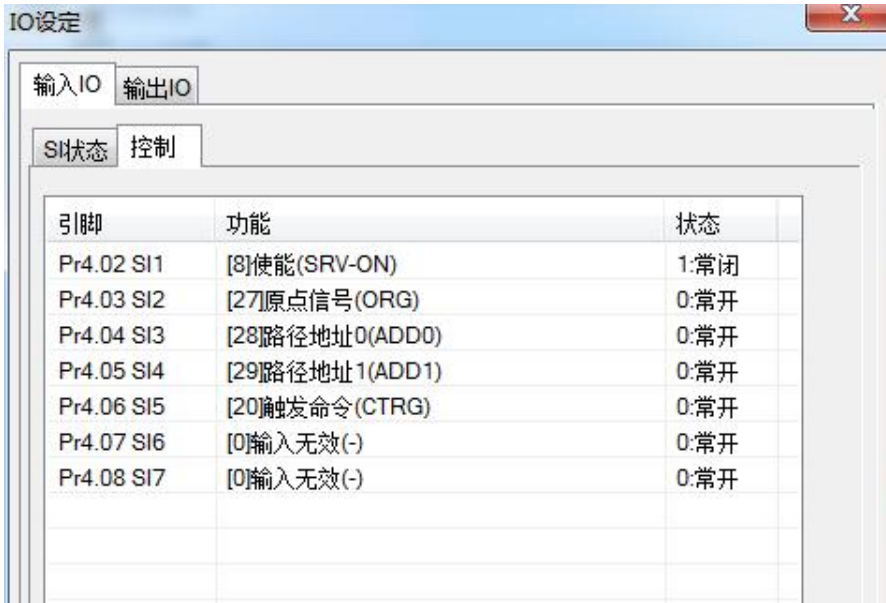 IO设定
输入IO 输出IO
SI状态 控制
引脚 功能 状态
Pr4.02 SI1 [8]使能(SRV-ON) 1:常闭
Pr4.03 SI2 [27]原点信号(ORG) 0:常开
Pr4.04 SI3 [28]路径地址0(ADD0) 0:常开
Pr4.05 SI4 [29]路径地址1(ADD1) 0:常开
Pr4.06 SI5 [20]触发命令(CTRG) 0:常开
Pr4.07 SI6 [0]输入无效(-) 0:常开
Pr4.08 SI7 [0]输入无效(-) 0:常开